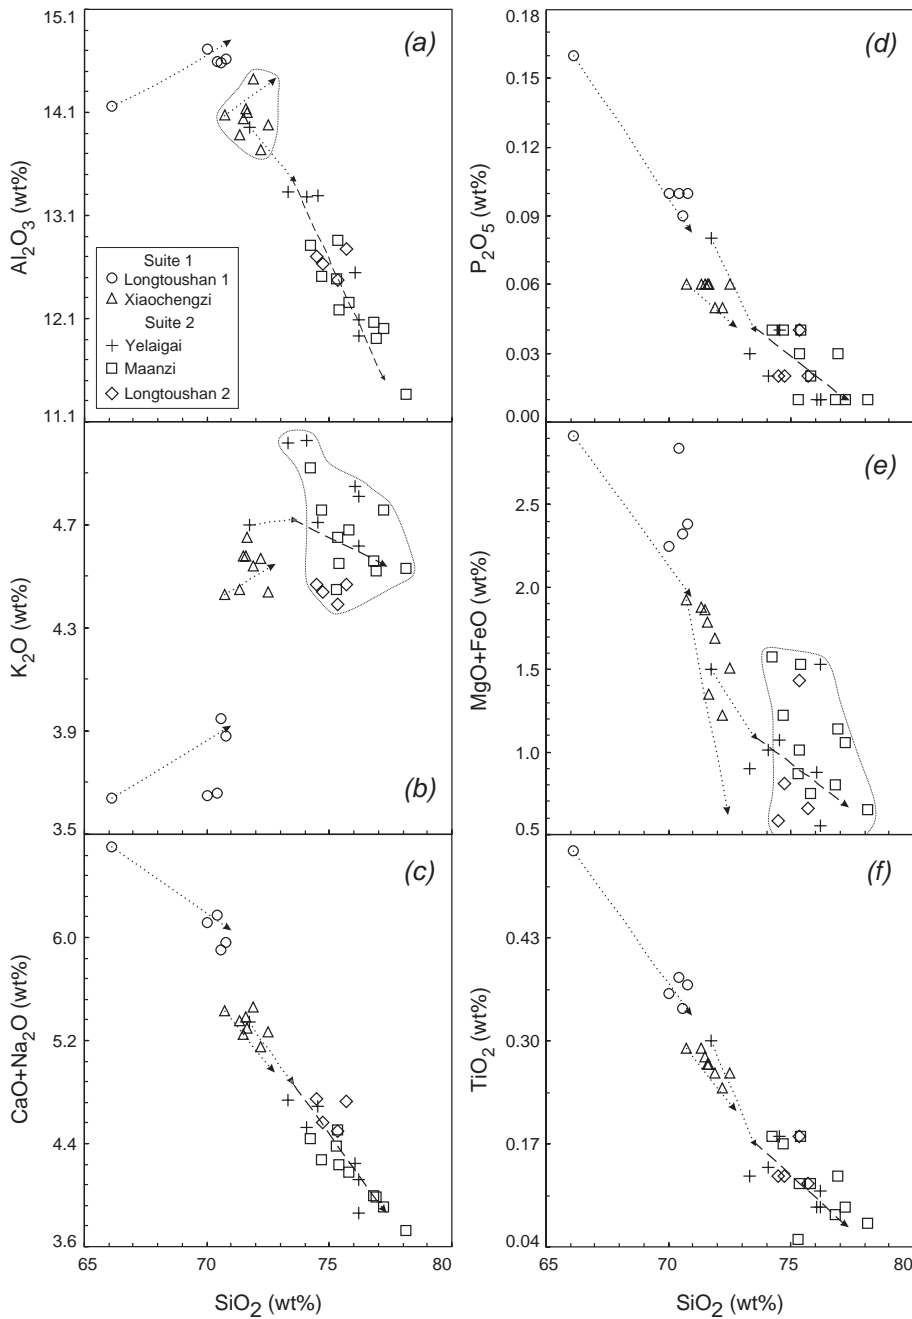 15.1
14.1
13.1
12.1
11.1
Al2O3 (wt%)
(a)
Suite 1
Longtoushan 1
Xiaochengzi
Suite 2
Yelaigai
Maanzi
Longtoushan 2
4.7
4.3
3.9
3.5
K2O (wt%)
(b)
6.0
5.2
4.4
3.6
CaO+Na2O (wt%)
(c)
65
70
75
80
SiO2 (wt%)
0.18
0.15
0.12
0.09
0.06
0.03
0.00
P2O5 (wt%)
(d)
2.5
2.0
1.5
1.0
0.5
MgO+FeO (wt%)
(e)
0.43
0.30
0.17
0.04
TiO2 (wt%)
(f)
65
70
75
80
SiO2 (wt%)